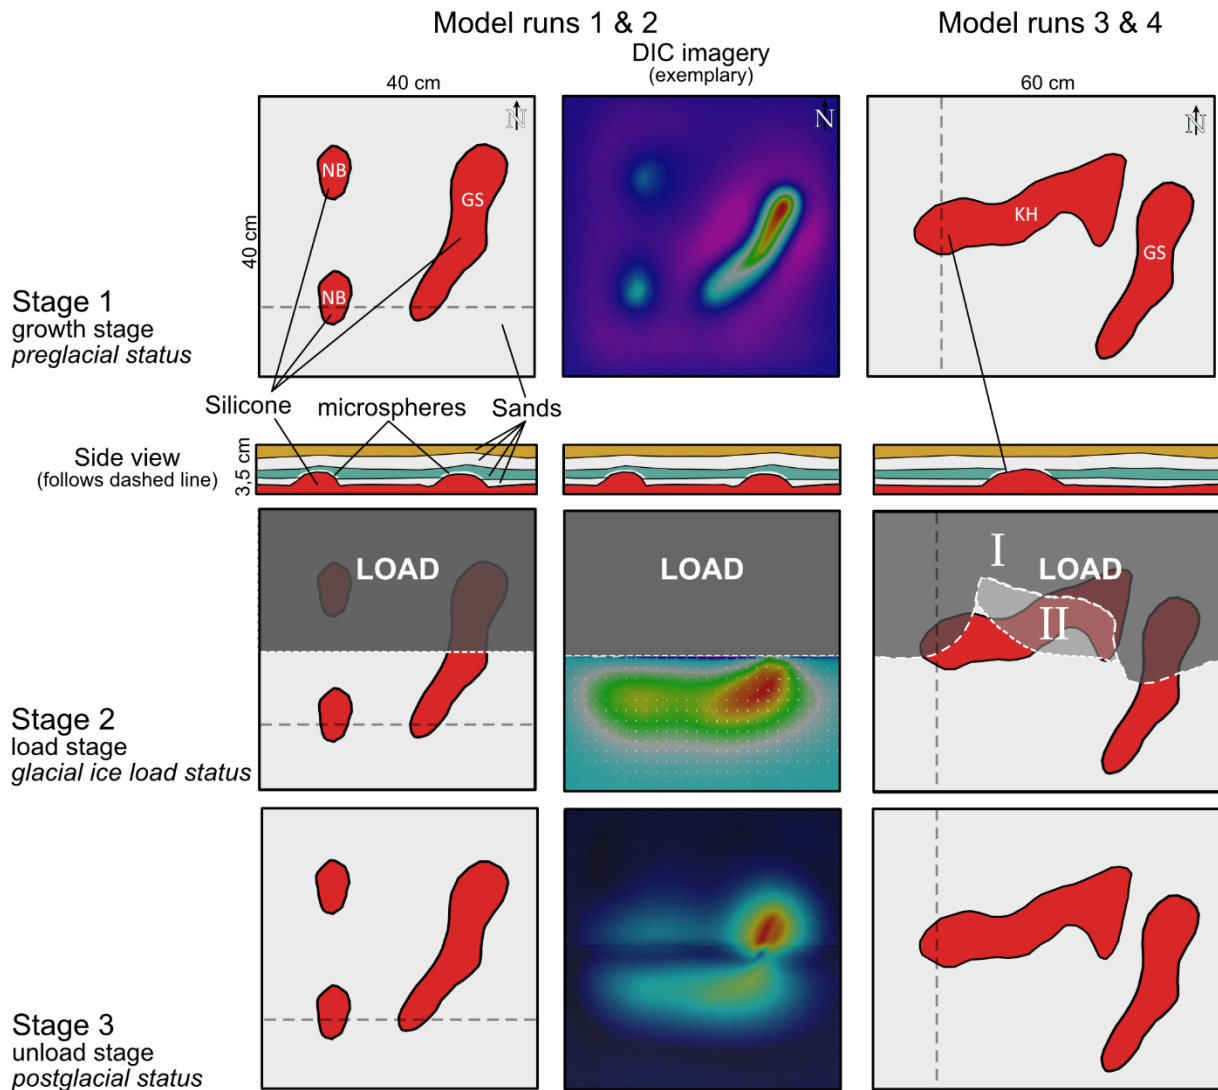 Model runs 1 & 2
Model runs 3 & 4
DIC imagery
(exemplary)
40 cm
60 cm
40 cm
N
N
N
NB
GS
NB
KH
GS
Stage 1
growth stage
preglacial status
Silicone
microspheres
Sands
Side view
(follows dashed line)
3,5 cm
LOAD
LOAD
I
LOAD
II
Stage 2
load stage
glacial ice load status
Stage 3
unload stage
postglacial status